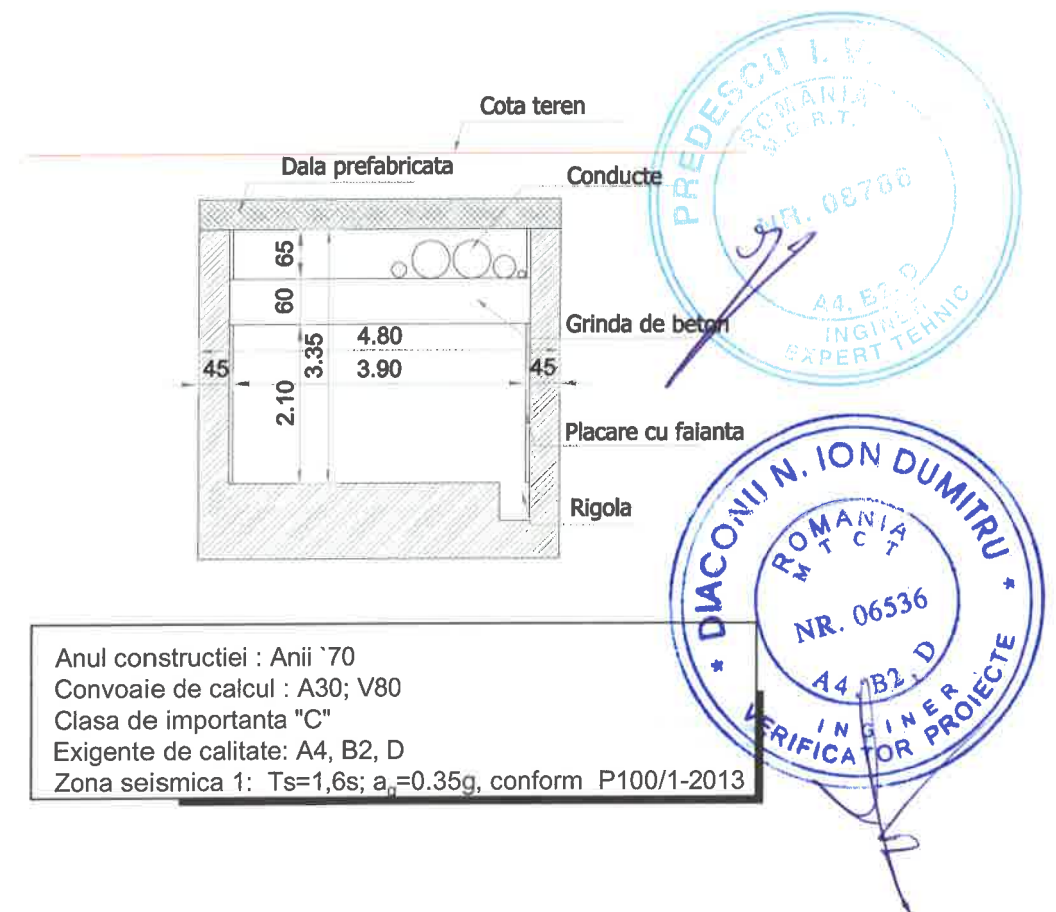 Cota teren
Dala prefabricata
Conducte
65
60
Grinda de beton
4.80
3.35
45
3.90
45
2.10
Placare cu faianta
Rigola
PREDESCU I.
ROMÂNIA
NR. 08786
A4, B2, D
INGINER
EXPERT TEHNIC
* DIACONU N. ION DUMITRU *
ROMANIA
M T C T
NR. 06536
A4, B2, D
INGINER
VERIFICATOR PROIECTE
Anul constructiei : Anii `70
Convoaie de calcul : A30; V80
Clasa de importanta "C"
Exigente de calitate: A4, B2, D
Zona seismica 1: Ts=1,6s; ag=0.35g, conform P100/1-2013